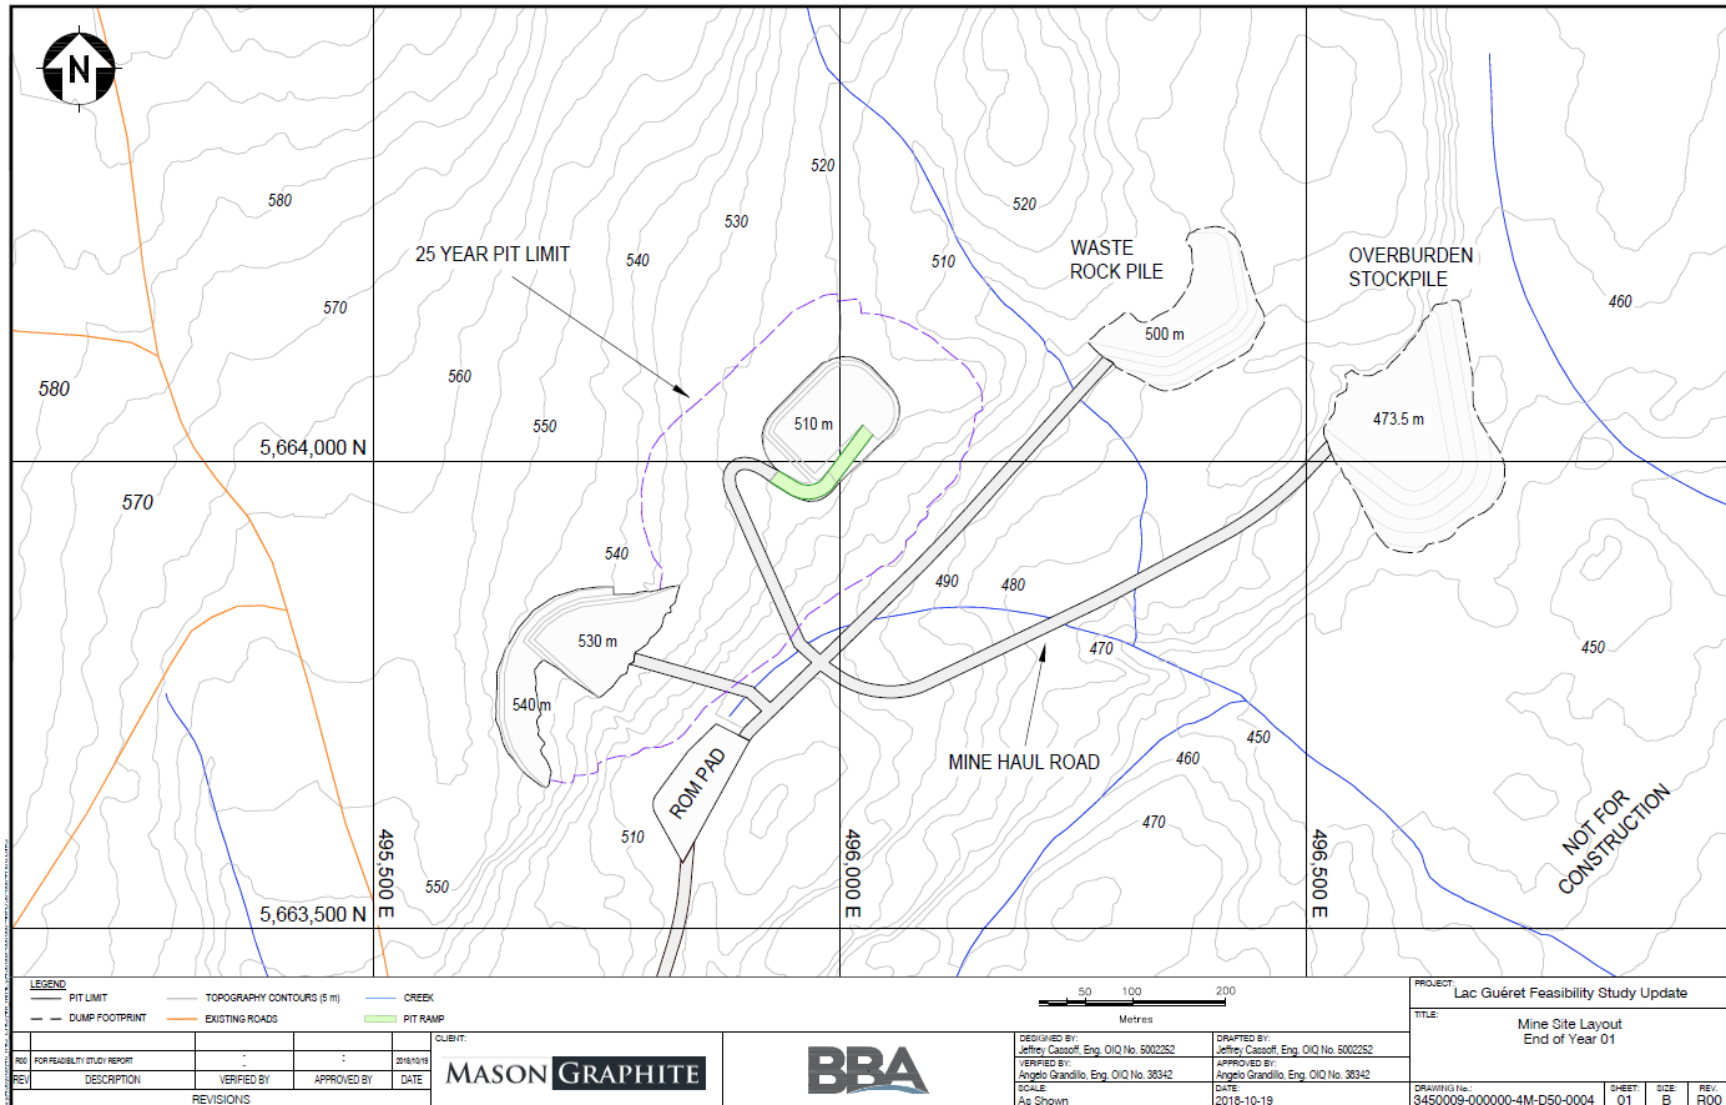 N
580
570
580
570
560
550
540
530
520
520
510
460
25 YEAR PIT LIMIT
WASTE
ROCK PILE
OVERBURDEN
STOCKPILE
500 m
510 m
473.5 m
5,664,000 N
540
530 m
540 m
490
480
470
450
MINE HAUL ROAD
460
450
470
ROM PAD
510
550
NOT FOR
CONSTRUCTION
495,500 E
496,000 E
496,500 E
5,663,500 N
LEGEND
PIT LIMIT
TOPOGRAPHY CONTOURS (5 m)
CREEK
DUMP FOOTPRINT
EXISTING ROADS
PIT RAMP
50 100 200
Metres
PROJECT:
Lac Guéret Feasibility Study Update
TITLE:
Mine Site Layout
End of Year 01
R00 FOR FEASIBILITY STUDY REPORT - - 2018/10/19
REV DESCRIPTION VERIFIED BY APPROVED BY DATE
REVISIONS
CLIENT:
MASON GRAPHITE
BBA
DESIGNED BY:
Jeffrey Cassoff, Eng. OIQ No. 5002252
DRAFTED BY:
Jeffrey Cassoff, Eng. OIQ No. 5002252
VERIFIED BY:
Angelo Grandillo, Eng. OIQ No. 38342
APPROVED BY:
Angelo Grandillo, Eng. OIQ No. 38342
SCALE:
As Shown
DATE:
2018-10-19
DRAWING No.:
3450009-000000-4M-D50-0004
SHEET:
01
SIZE:
B
REV.
R00